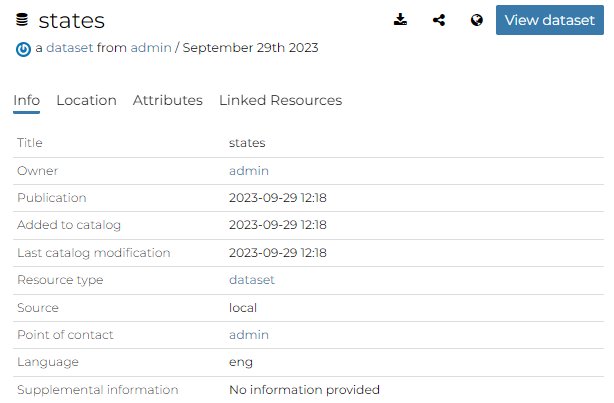 states
View dataset
a dataset from admin / September 29th 2023
Info Location Attributes Linked Resources
Title states
Owner admin
Publication 2023-09-29 12:18
Added to catalog 2023-09-29 12:18
Last catalog modification 2023-09-29 12:18
Resource type dataset
Source local
Point of contact admin
Language eng
Supplemental information No information provided